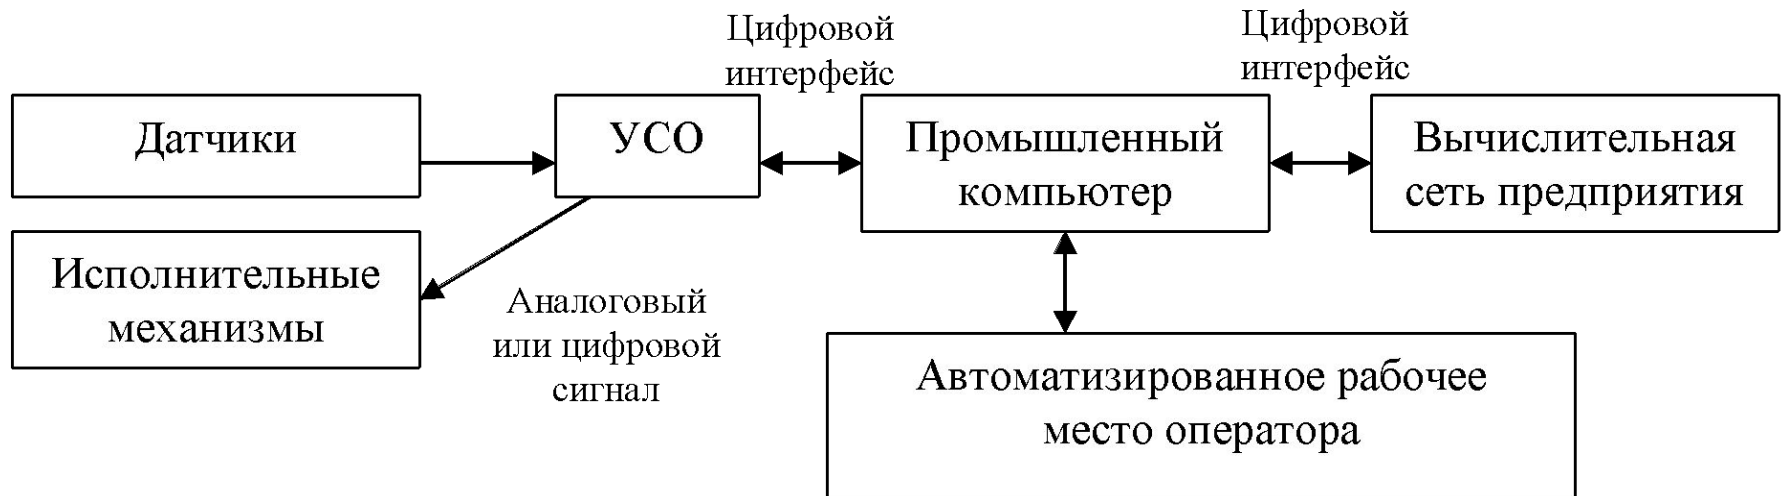 Цифровой
интерфейс
Цифровой
интерфейс
Датчики
УСО
Промышленный
компьютер
Вычислительная
сеть предприятия
Исполнительные
механизмы
Аналоговый
или цифровой
сигнал
Автоматизированное рабочее
место оператора